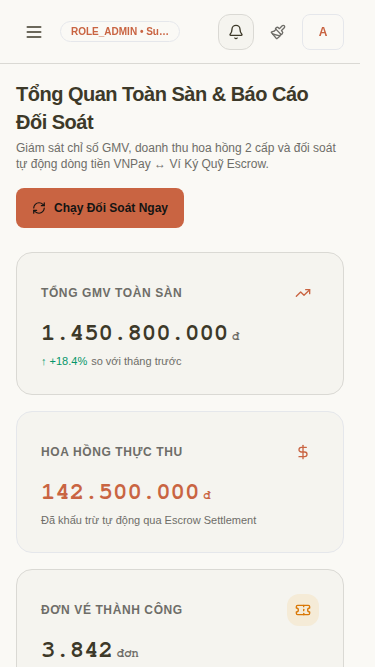 ROLE_ADMIN • Su...
A
Tổng Quan Toàn Sàn & Báo Cáo
Đối Soát
Giám sát chỉ số GMV, doanh thu hoa hồng 2 cấp và đối soát
tự động dòng tiền VNPay ↔ Ví Ký Quỹ Escrow.
Chạy Đối Soát Ngay
TỔNG GMV TOÀN SÀN
1.450.800.000 đ
↑ +18.4% so với tháng trước
HOA HỒNG THỰC THU
142.500.000 đ
Đã khấu trừ tự động qua Escrow Settlement
ĐƠN VÉ THÀNH CÔNG
3.842 đơn